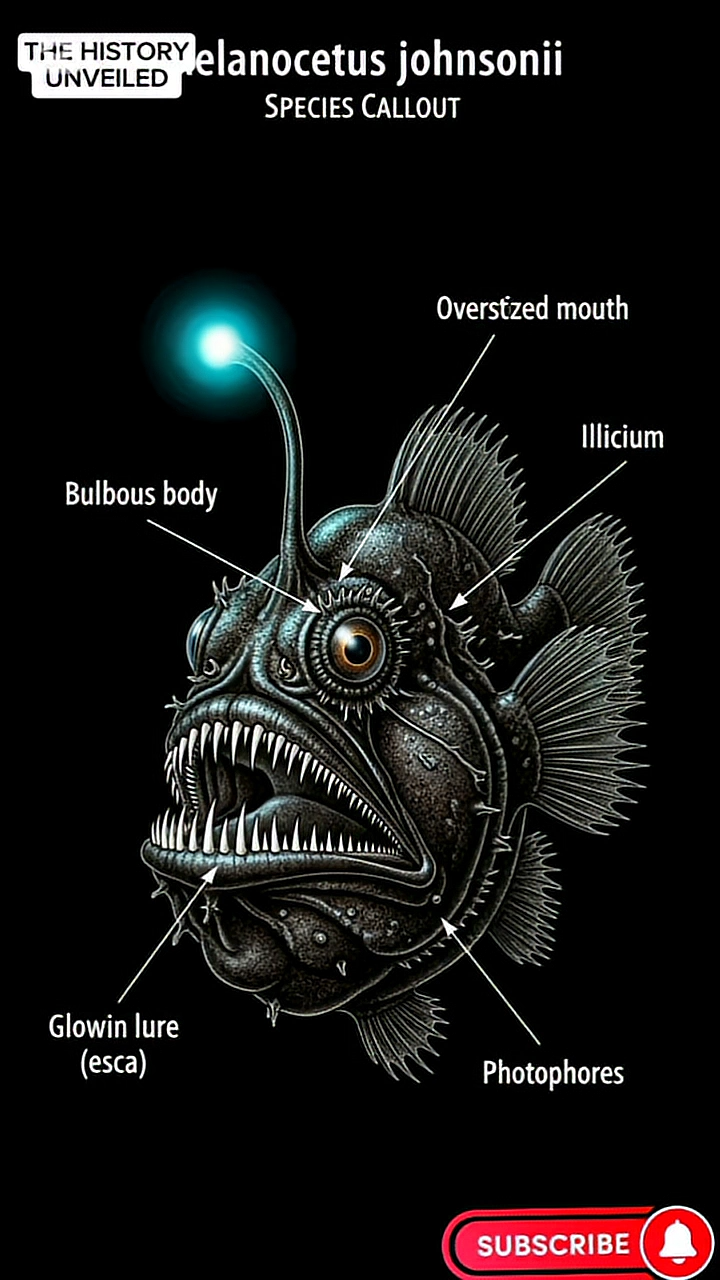 THE HISTORY
UNVEILED
elanocetus johnsonii
SPECIES CALLOUT
Overstzed mouth
Illicium
Bulbous body
Glowin lure
(esca)
Photophores
SUBSCRIBE